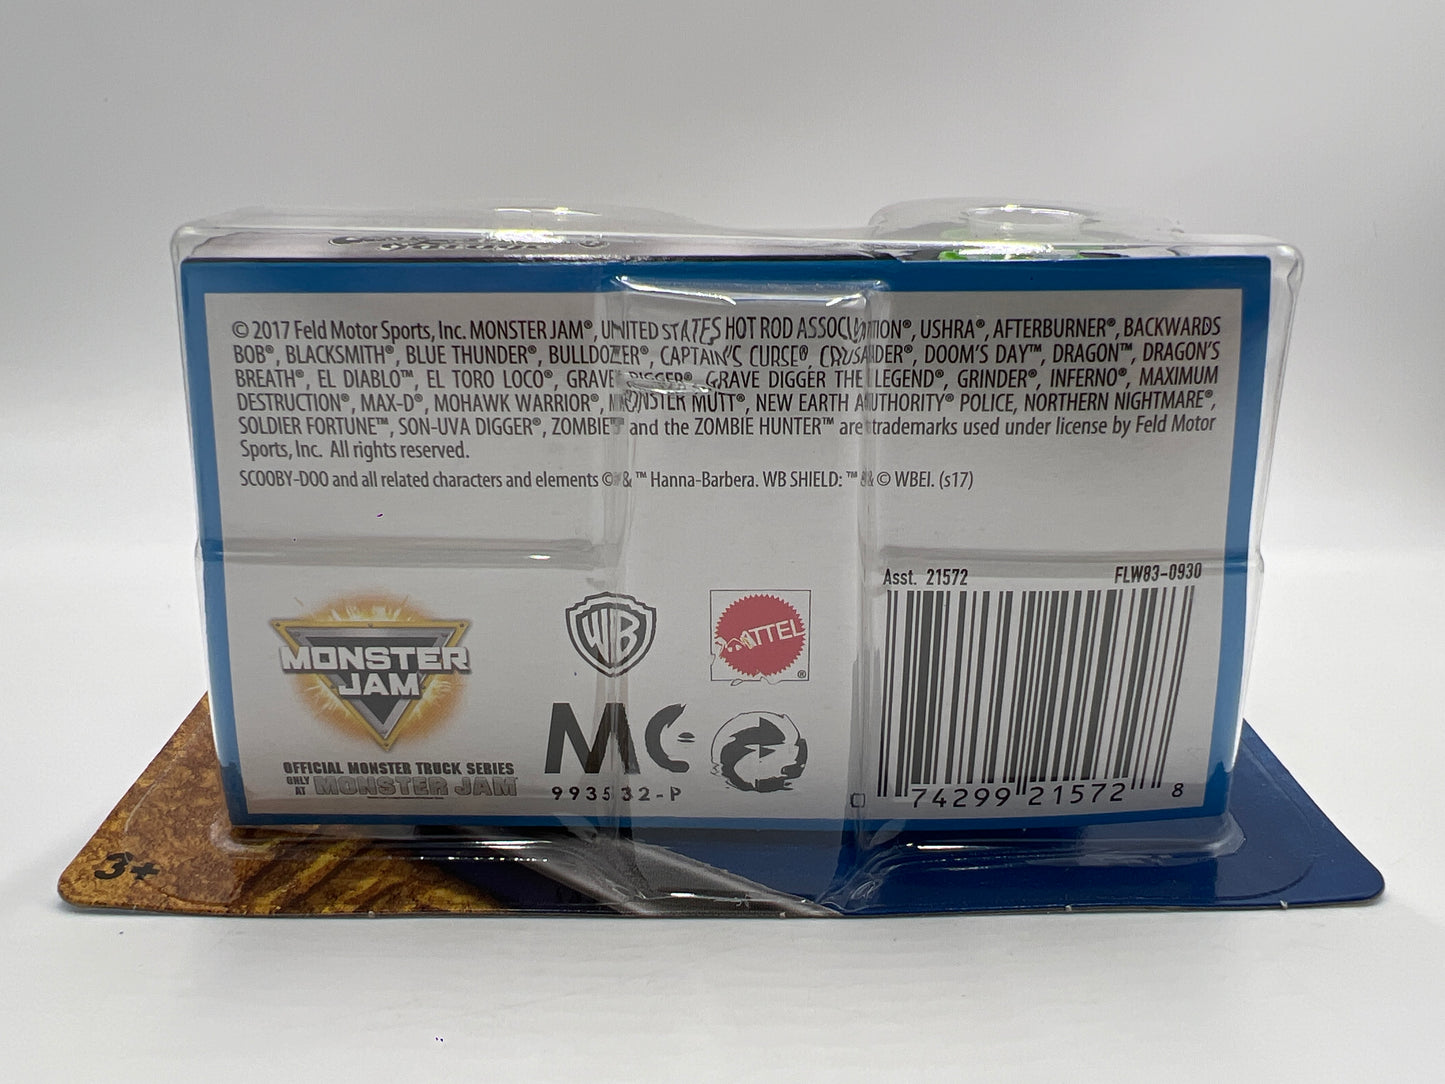 © 2017 Feld Motor Sports, Inc. MONSTER JAM®, UNITED STATES HOT ROD ASSOCIATION®, USHRA®, AFTERBURNER®, BACKWARDS
BOB®, BLACKSMITH®, BLUE THUNDER®, BULLDOZER®, CAPTAIN'S CURSE®, CRUSADER®, DOOM'S DAY™, DRAGON™, DRAGON'S
BREATH®, EL DIABLO™, EL TORO LOCO®, GRAVE DIGGER®, GRAVE DIGGER THE LEGEND®, GRINDER®, INFERNO®, MAXIMUM
DESTRUCTION®, MAX-D®, MOHAWK WARRIOR®, MONSTER MUTT®, NEW EARTH AUTHORITY® POLICE, NORTHERN NIGHTMARE®,
SOLDIER FORTUNE™, SON-UVA DIGGER®, ZOMBIE™ and the ZOMBIE HUNTER™ are trademarks used under license by Feld Motor
Sports, Inc. All rights reserved.
SCOOBY-DOO and all related characters and elements © & ™ Hanna-Barbera. WB SHIELD: ™ & © WBEI. (s17)
Asst. 21572 FLW83-0930
MONSTER
JAM
WB
MATTEL
®
MC
993532-P
OFFICIAL MONSTER TRUCK SERIES
ONLY AT MONSTER JAM
74299 21572 8
3+